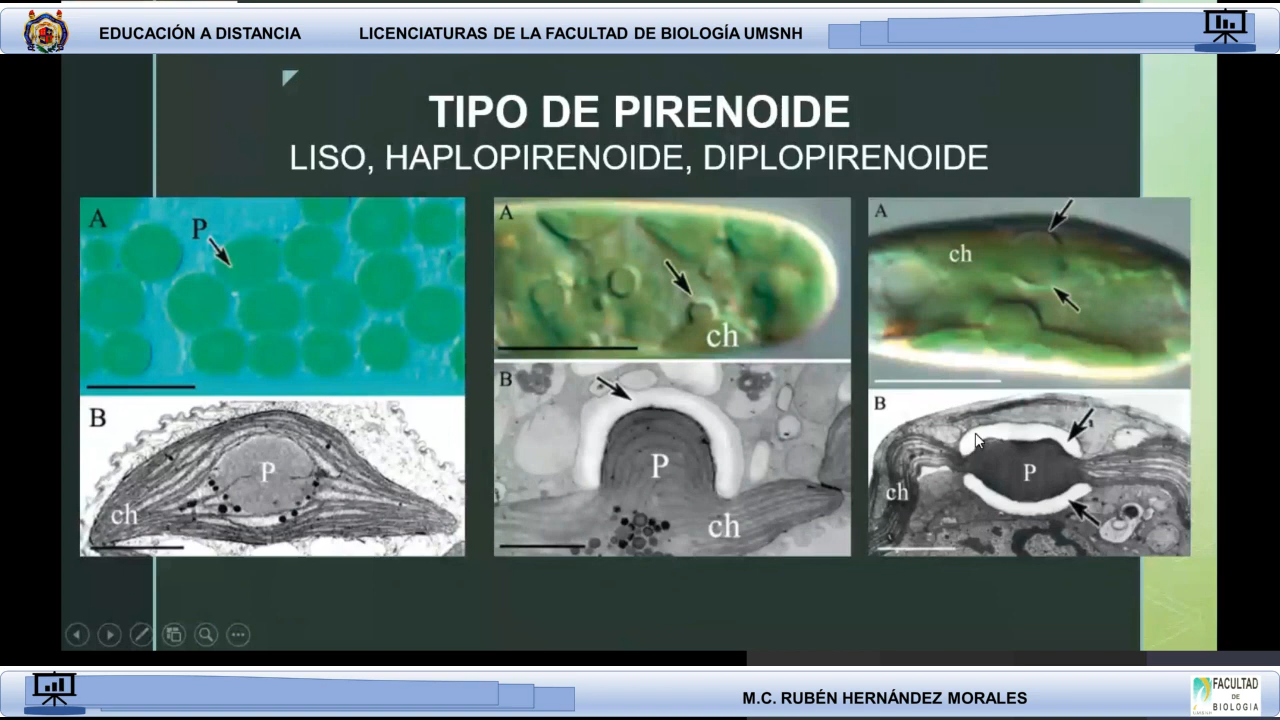 EDUCACIÓN A DISTANCIA
LICENCIATURAS DE LA FACULTAD DE BIOLOGÍA UMSNH
TIPO DE PIRENOIDE
LISO, HAPLOPIRENOIDE, DIPLOPIRENOIDE
A
P
B
P
ch
A
ch
B
P
ch
A
ch
B
P
ch
M.C. RUBÉN HERNÁNDEZ MORALES
FACULTAD
DE
BIOLOGIA